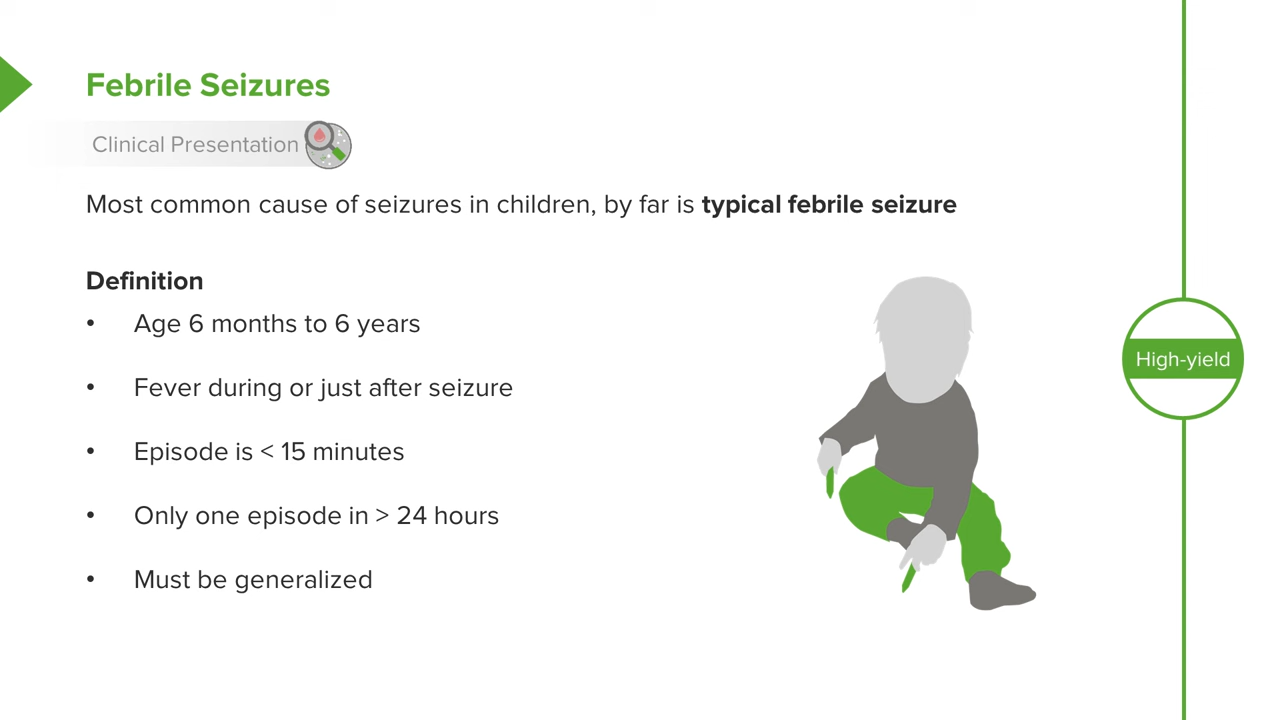 Febrile Seizures
Clinical Presentation
Most common cause of seizures in children, by far is typical febrile seizure
Definition
• Age 6 months to 6 years
• Fever during or just after seizure
• Episode is < 15 minutes
• Only one episode in > 24 hours
• Must be generalized
High-yield